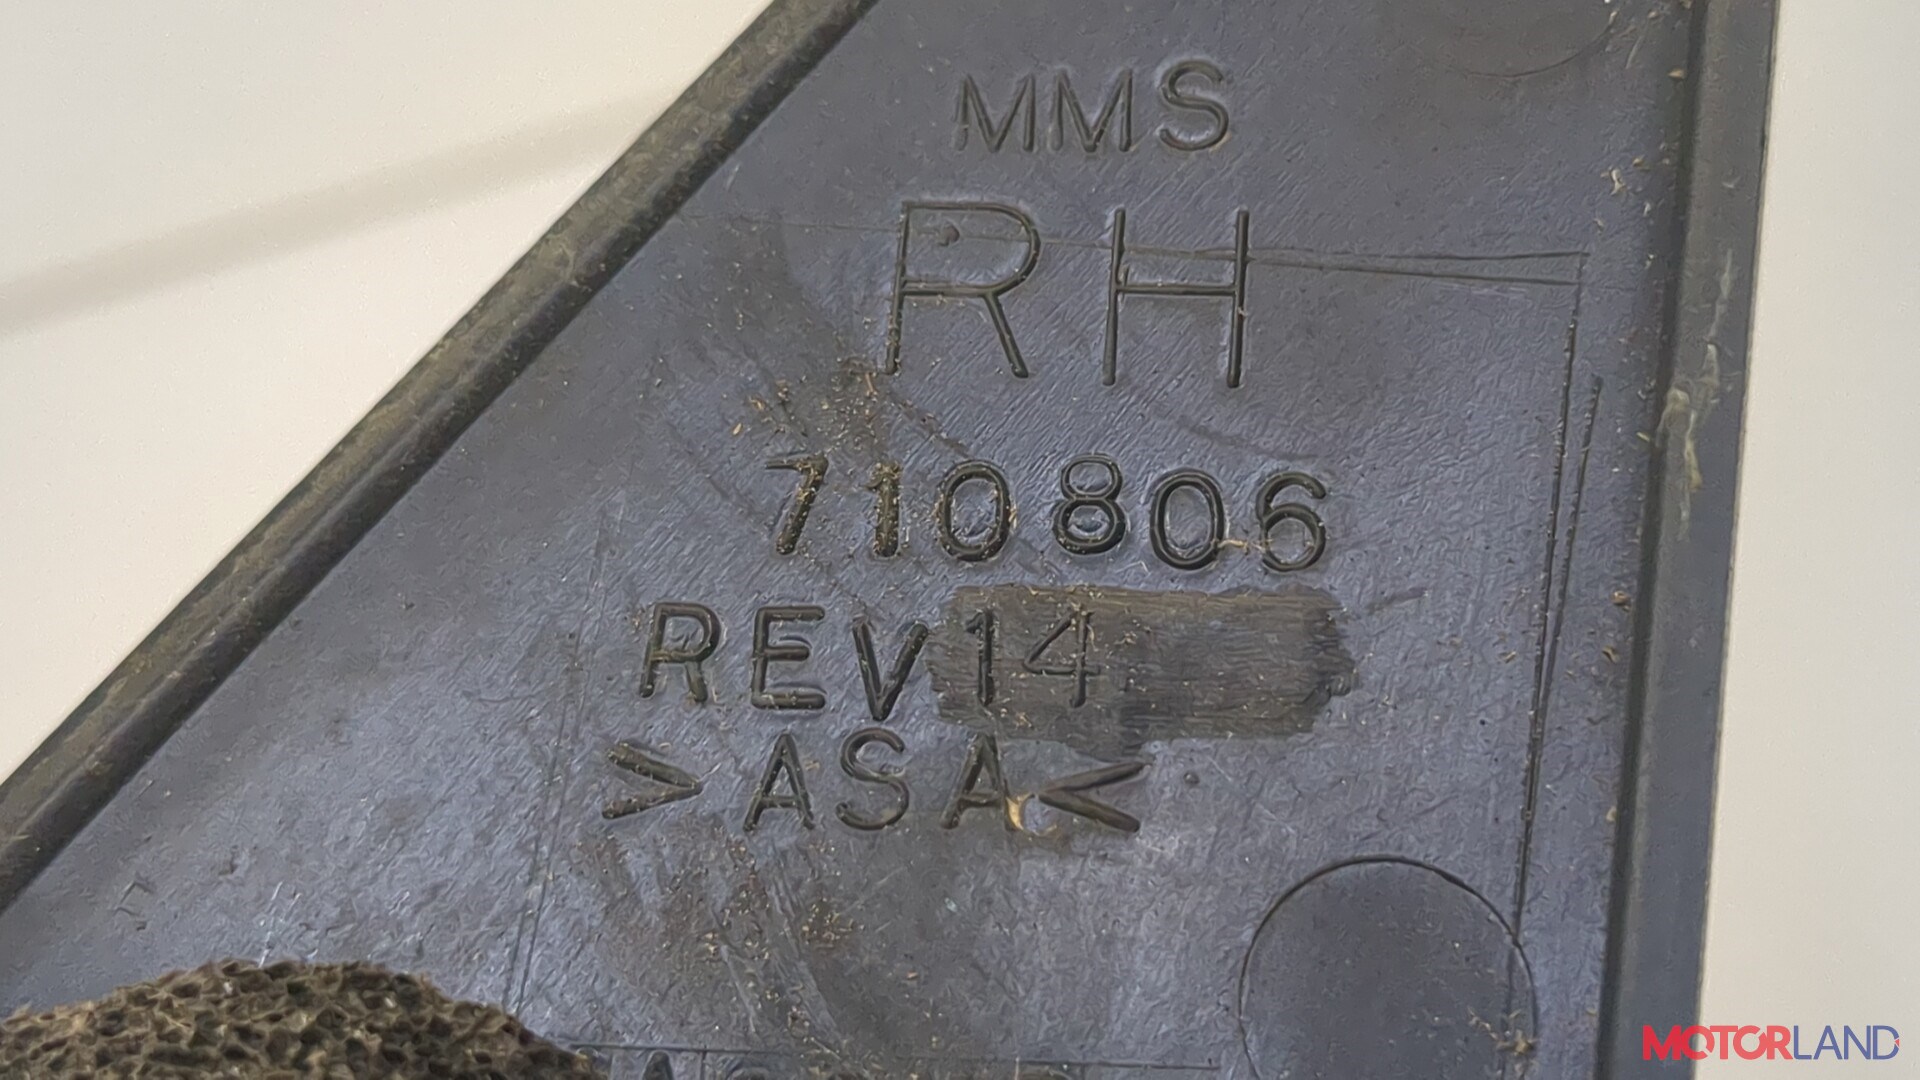 MMS
RH
710806
REV14
>ASA<
MOTORLAND